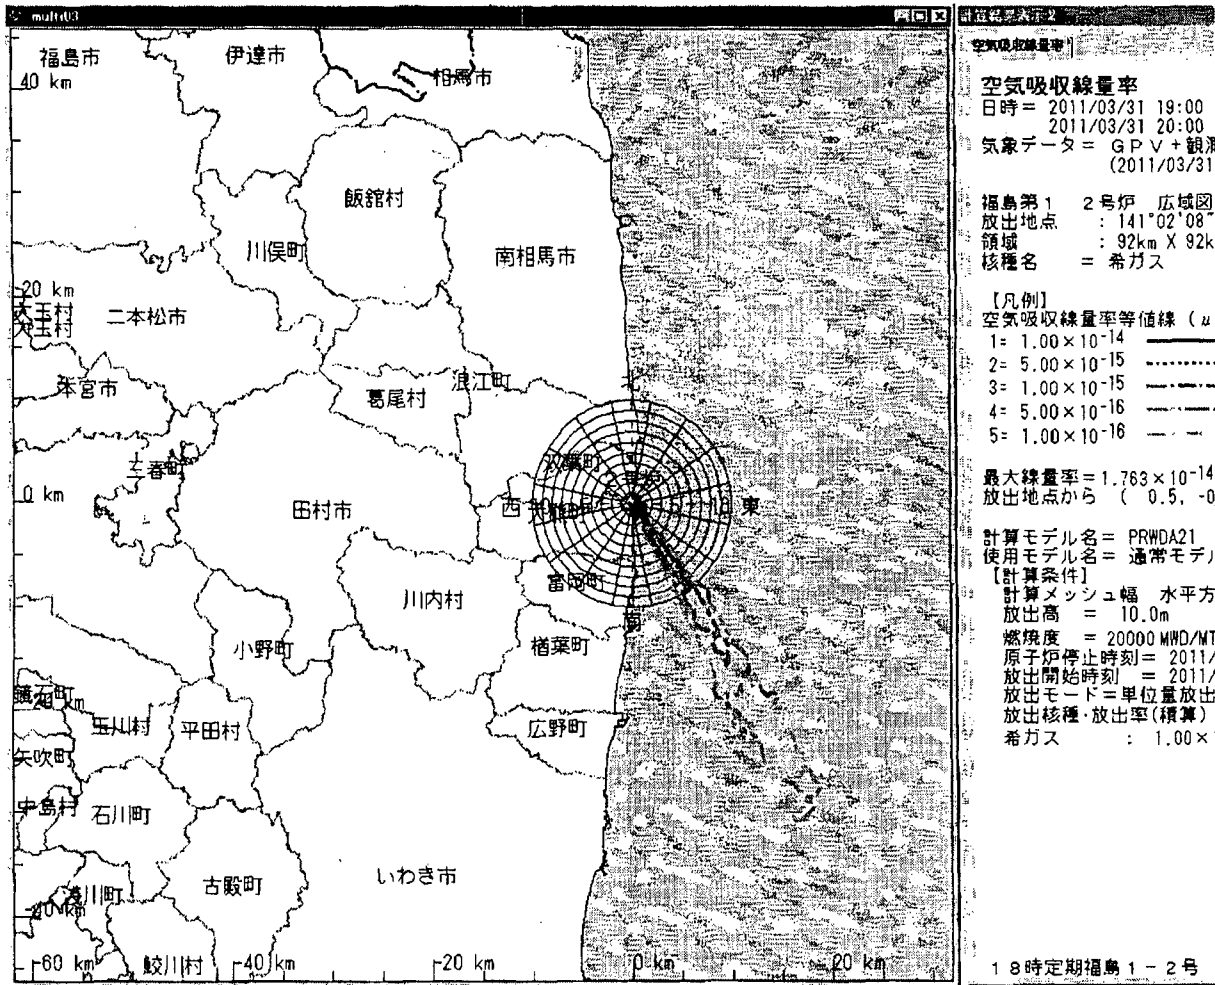 multi03
福島市
伊達市
相馬市
40 km
飯舘村
川俣町
南相馬市
20 km
大玉村
大玉村
二本松市
本宮市
葛尾村
浪江町
北
三春町
双葉町
0 km
田村市
西
東
富岡町
川内村
南
小野町
楢葉町
玉川村
平田村
広野町
矢吹町
中島村
石川町
浅川町
古殿町
いわき市
-40 km
-60 km
鮫川村
-40 km
-20 km
0 km
20 km
計算結果表示-2
空気吸収線量率
空気吸収線量率
日時= 2011/03/31 19:00
2011/03/31 20:00
気象データ= GPV+観測
(2011/03/31
福島第1 2号炉 広域図
放出地点 : 141°02'08"
領域 : 92km X 92k
核種名 = 希ガス
【凡例】
空気吸収線量率等値線 (μ
1= 1.00×10-14
2= 5.00×10-15
3= 1.00×10-15
4= 5.00×10-16
5= 1.00×10-16
最大線量率=1.763×10-14
放出地点から ( 0.5, -0
計算モデル名= PRWDA21
使用モデル名= 通常モデル
【計算条件】
計算メッシュ幅 水平方
放出高 = 10.0m
燃焼度 = 20000MWD/MT
原子炉停止時刻= 2011/
放出開始時刻 = 2011/
放出モード=単位量放出
放出核種・放出率(積算)
希ガス : 1.00×
18時定期福島1-2号